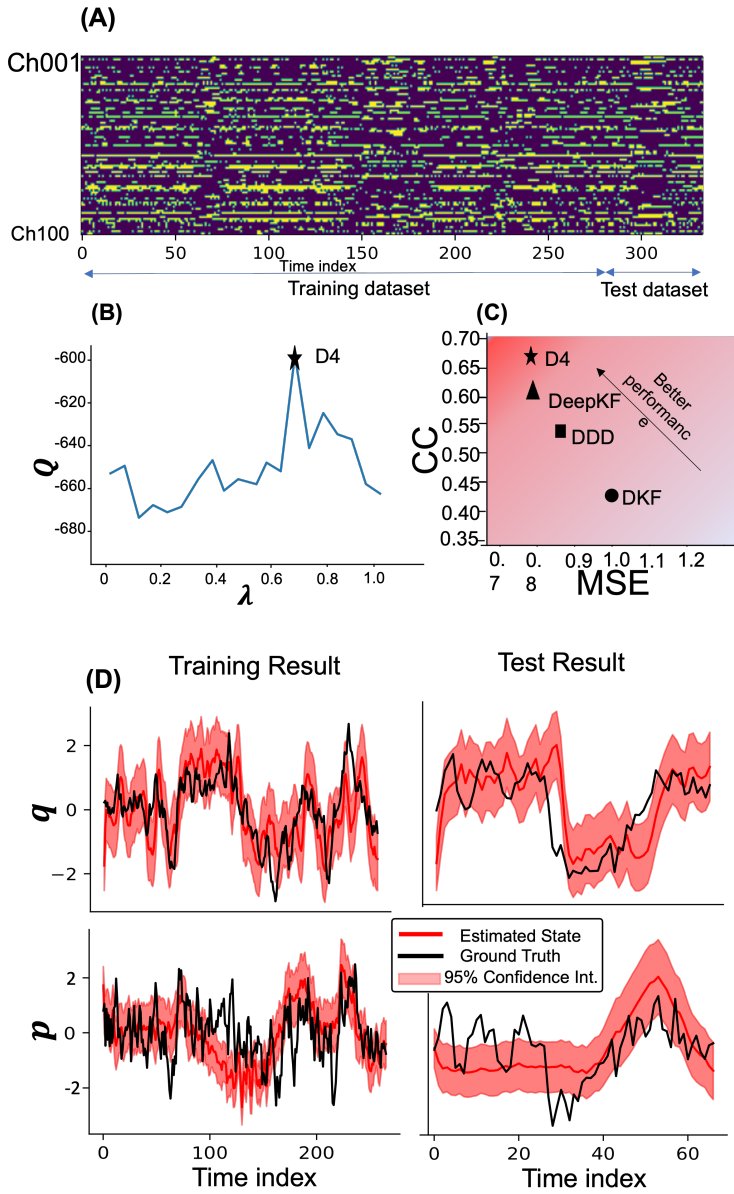 (A)
Ch001
Ch100
0 50 100 150 200 250 300
Time index
Training dataset
Test dataset
(B)
-600
-620
-640
-660
-680
Q
D4
0 0.2 0.4 0.6 0.8 1.0
λ
(C)
0.70
0.65
0.60
0.55
0.50
0.45
0.40
0.35
CC
D4
DeepKF
DDD
DKF
Better
performanc
e
0. 0. 0.9 1.0 1.1 1.2
7 8
MSE
(D)
Training Result
Test Result
2
0
−2
q
Estimated State
Ground Truth
95% Confidence Int.
2
0
-2
p
0 100 200
Time index
0 20 40 60
Time index